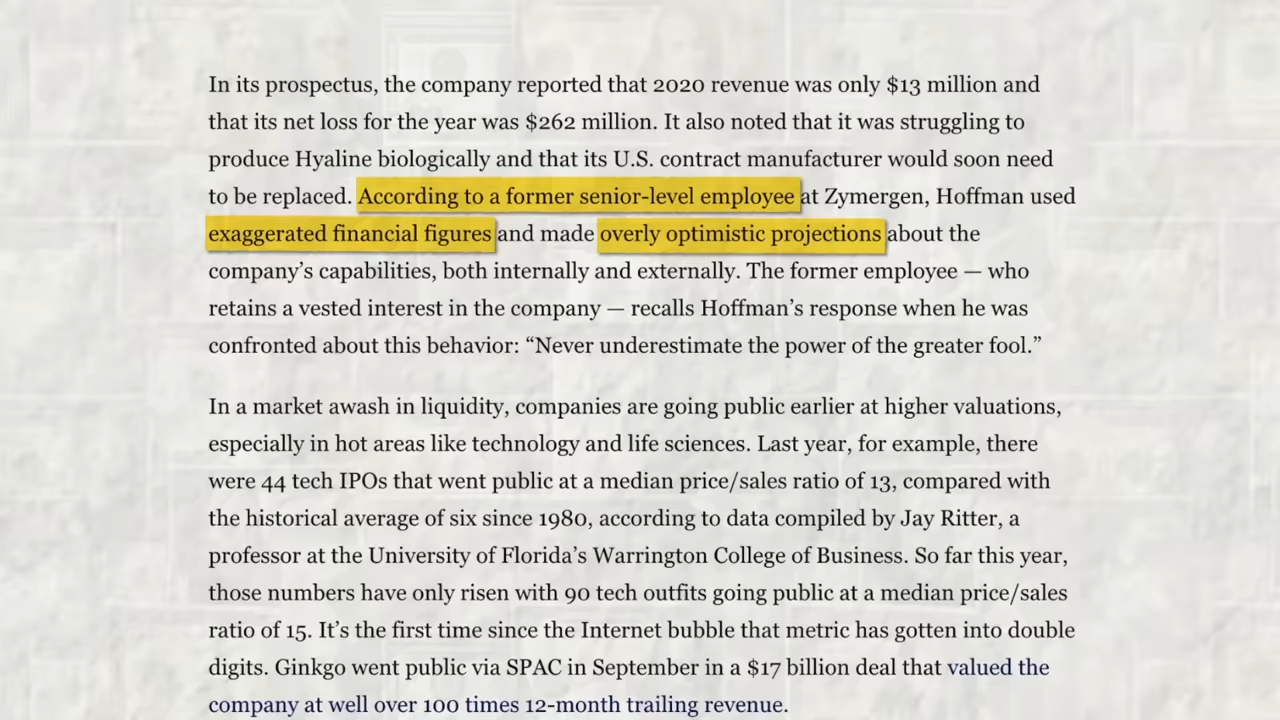 In its prospectus, the company reported that 2020 revenue was only $13 million and
that its net loss for the year was $262 million. It also noted that it was struggling to
produce Hyaline biologically and that its U.S. contract manufacturer would soon need
to be replaced. According to a former senior-level employee at Zymergen, Hoffman used
exaggerated financial figures and made overly optimistic projections about the
company’s capabilities, both internally and externally. The former employee — who
retains a vested interest in the company — recalls Hoffman’s response when he was
confronted about this behavior: “Never underestimate the power of the greater fool.”
In a market awash in liquidity, companies are going public earlier at higher valuations,
especially in hot areas like technology and life sciences. Last year, for example, there
were 44 tech IPOs that went public at a median price/sales ratio of 13, compared with
the historical average of six since 1980, according to data compiled by Jay Ritter, a
professor at the University of Florida’s Warrington College of Business. So far this year,
those numbers have only risen with 90 tech outfits going public at a median price/sales
ratio of 15. It’s the first time since the Internet bubble that metric has gotten into double
digits. Ginkgo went public via SPAC in September in a $17 billion deal that valued the
company at well over 100 times 12-month trailing revenue.